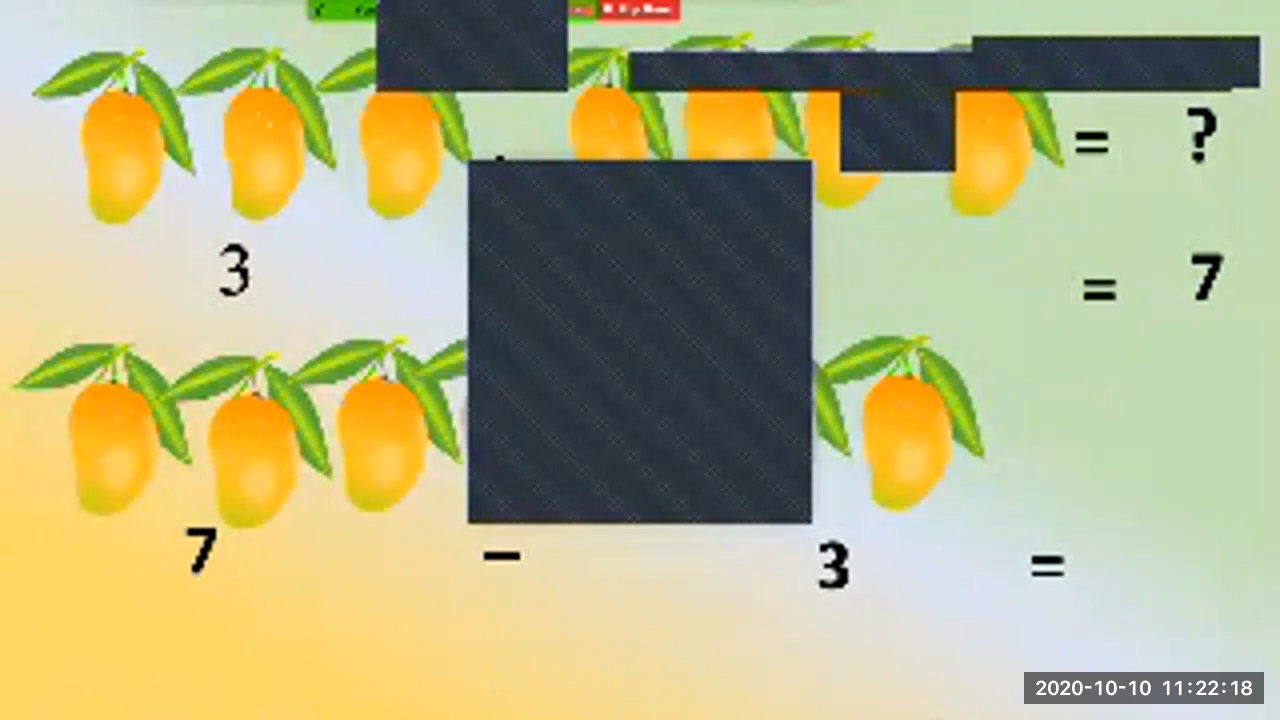 = ?
3 = 7
7 − 3 =
2020-10-10 11:22:18